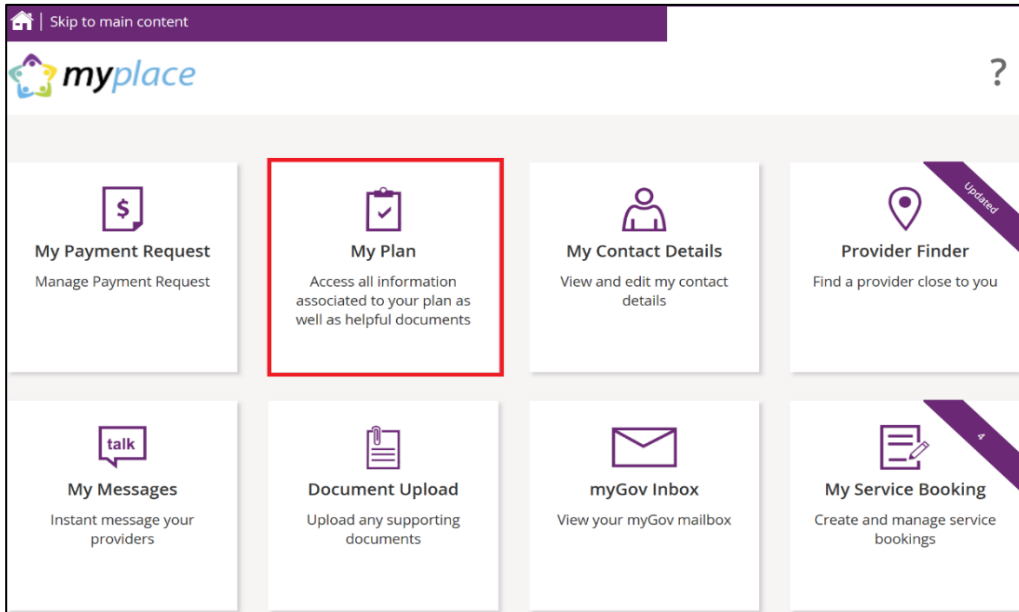 | Skip to main content
myplace
?
Updated
$
My Payment Request
Manage Payment Request
My Plan
Access all information
associated to your plan as
well as helpful documents
My Contact Details
View and edit my contact
details
Provider Finder
Find a provider close to you
4
talk
My Messages
Instant message your
providers
Document Upload
Upload any supporting
documents
myGov Inbox
View your myGov mailbox
My Service Booking
Create and manage service
bookings